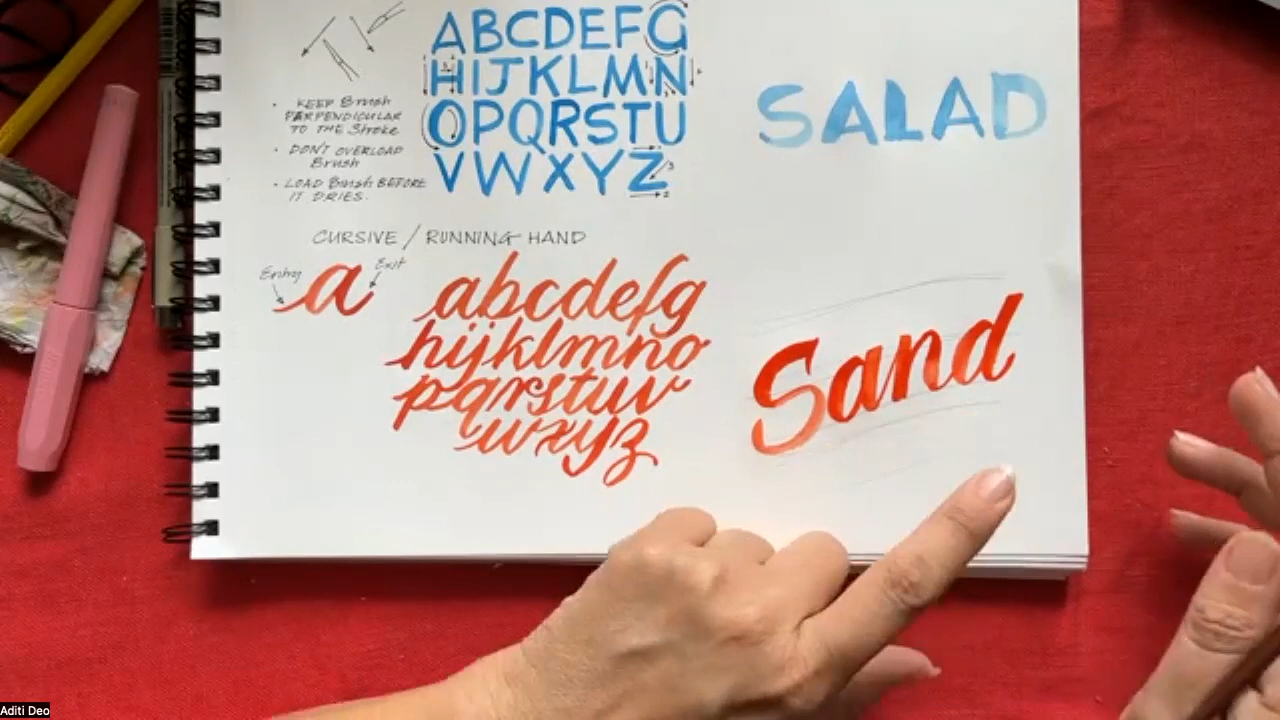 ABCDEFG
HIJKLMN
OPQRSTU
VWXYZ
• KEEP Brush
PERPENDICULAR
TO THE Stroke
• DON'T OVERLOAD
Brush
• LOAD Brush BEFORE
IT DRIES.
SALAD
CURSIVE / RUNNING HAND
Entry
a
Exit
abcdefg
hijklmno
pqrstuv
wxyz
Sand
Aditi Deo